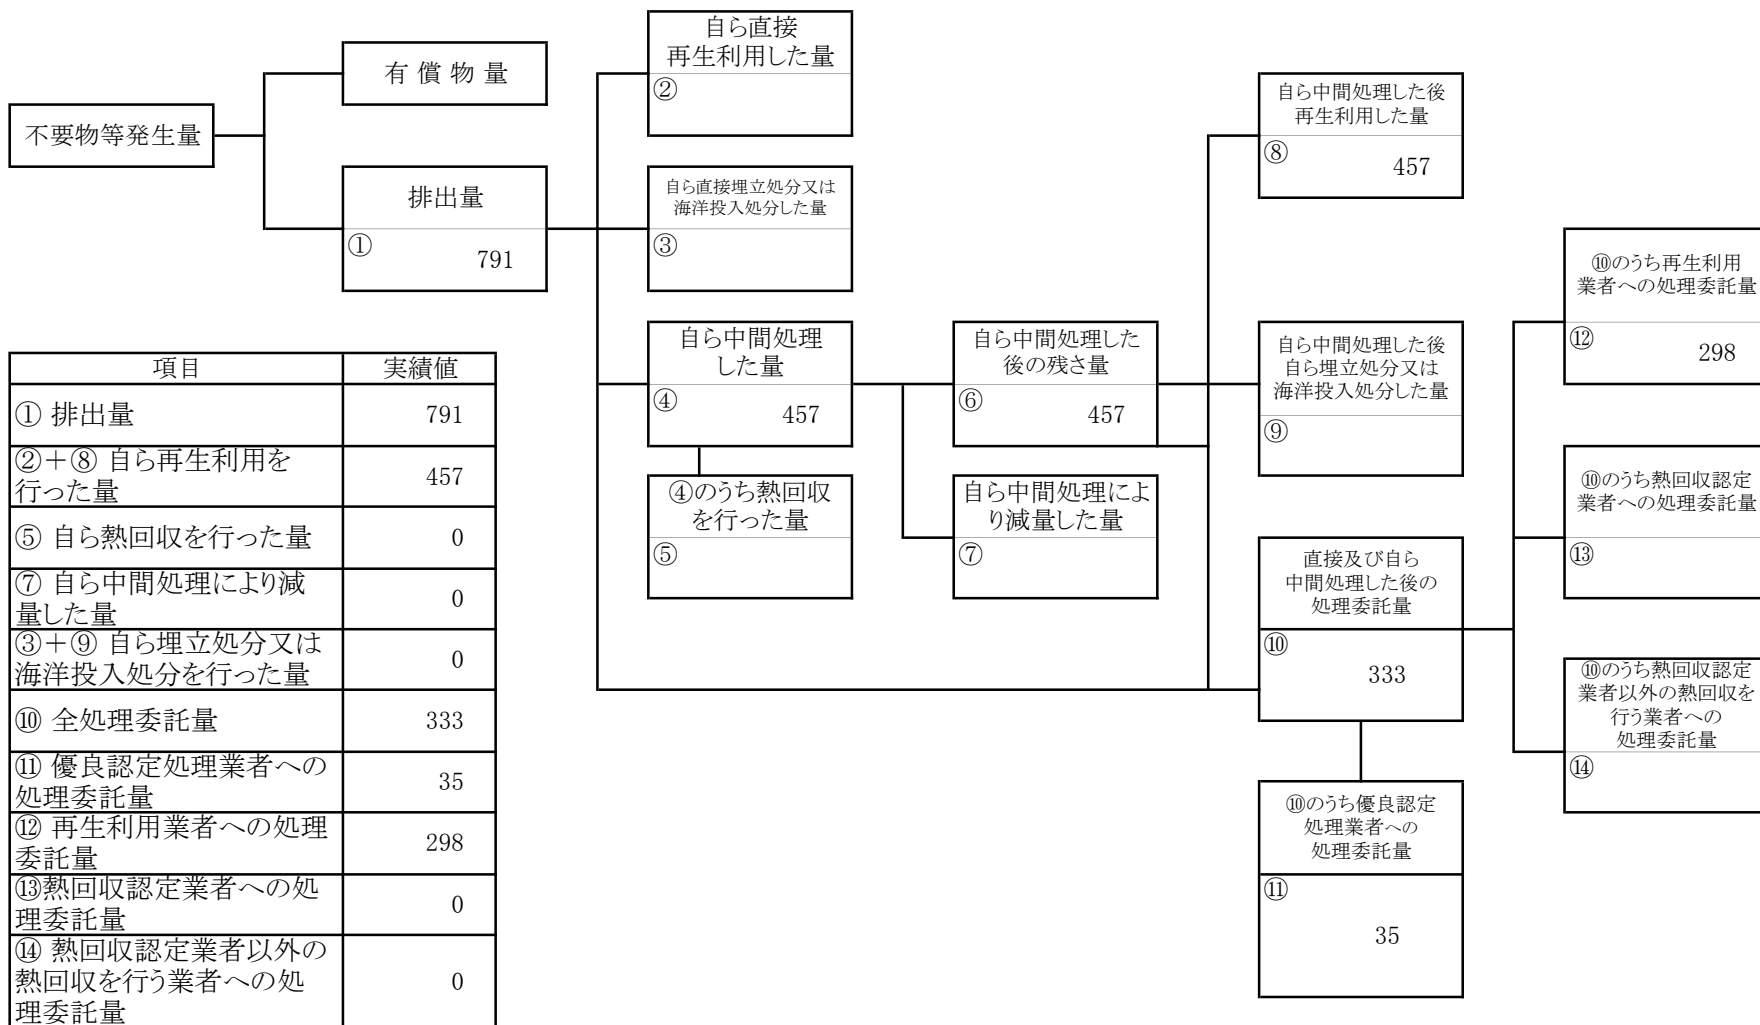 自ら直接
再生利用した量
②
有 償 物 量
不要物等発生量
自ら中間処理した後
再生利用した量
⑧
457
排出量
①
791
自ら直接埋立処分又は
海洋投入処分した量
③
⑩のうち再生利用
業者への処理委託量
⑫
298
自ら中間処理
した量
④
457
自ら中間処理した
後の残さ量
⑥
457
自ら中間処理した後
自ら埋立処分又は
海洋投入処分した量
⑨
④のうち熱回収
を行った量
⑤
自ら中間処理によ
り減量した量
⑦
⑩のうち熱回収認定
業者への処理委託量
⑬
直接及び自ら
中間処理した後の
処理委託量
⑩
333
⑩のうち熱回収認定
業者以外の熱回収を
行う業者への
処理委託量
⑭
⑩のうち優良認定
処理業者への
処理委託量
⑪
35
項目 実績値
① 排出量 791
②＋⑧ 自ら再生利用を
行った量 457
⑤ 自ら熱回収を行った量 0
⑦ 自ら中間処理により減
量した量 0
③＋⑨ 自ら埋立処分又は
海洋投入処分を行った量 0
⑩ 全処理委託量 333
⑪ 優良認定処理業者への
処理委託量 35
⑫ 再生利用業者への処理
委託量 298
⑬熱回収認定業者への処
理委託量 0
⑭ 熱回収認定業者以外の
熱回収を行う業者への処
理委託量 0